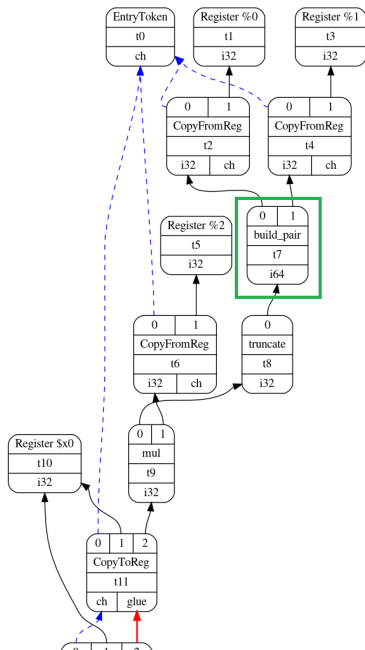 EntryToken
t0
ch
Register %0
t1
i32
Register %1
t3
i32
0 1
CopyFromReg
t2
i32 ch
0 1
CopyFromReg
t4
i32 ch
0 1
build_pair
t7
i64
Register %2
t5
i32
0 1
CopyFromReg
t6
i32 ch
0
truncate
t8
i32
0 1
mul
t9
i32
Register $x0
t10
i32
0 1 2
CopyToReg
t11
ch glue
0 1 2